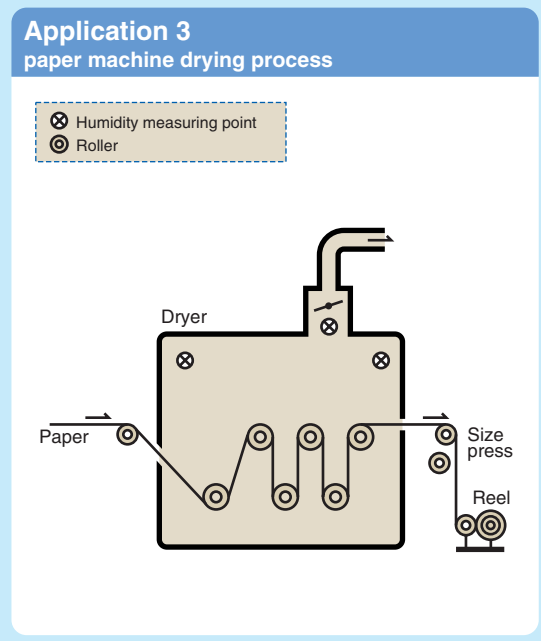 Application 3
paper machine drying process
Humidity measuring point
Roller
Dryer
Paper
Size
press
Reel